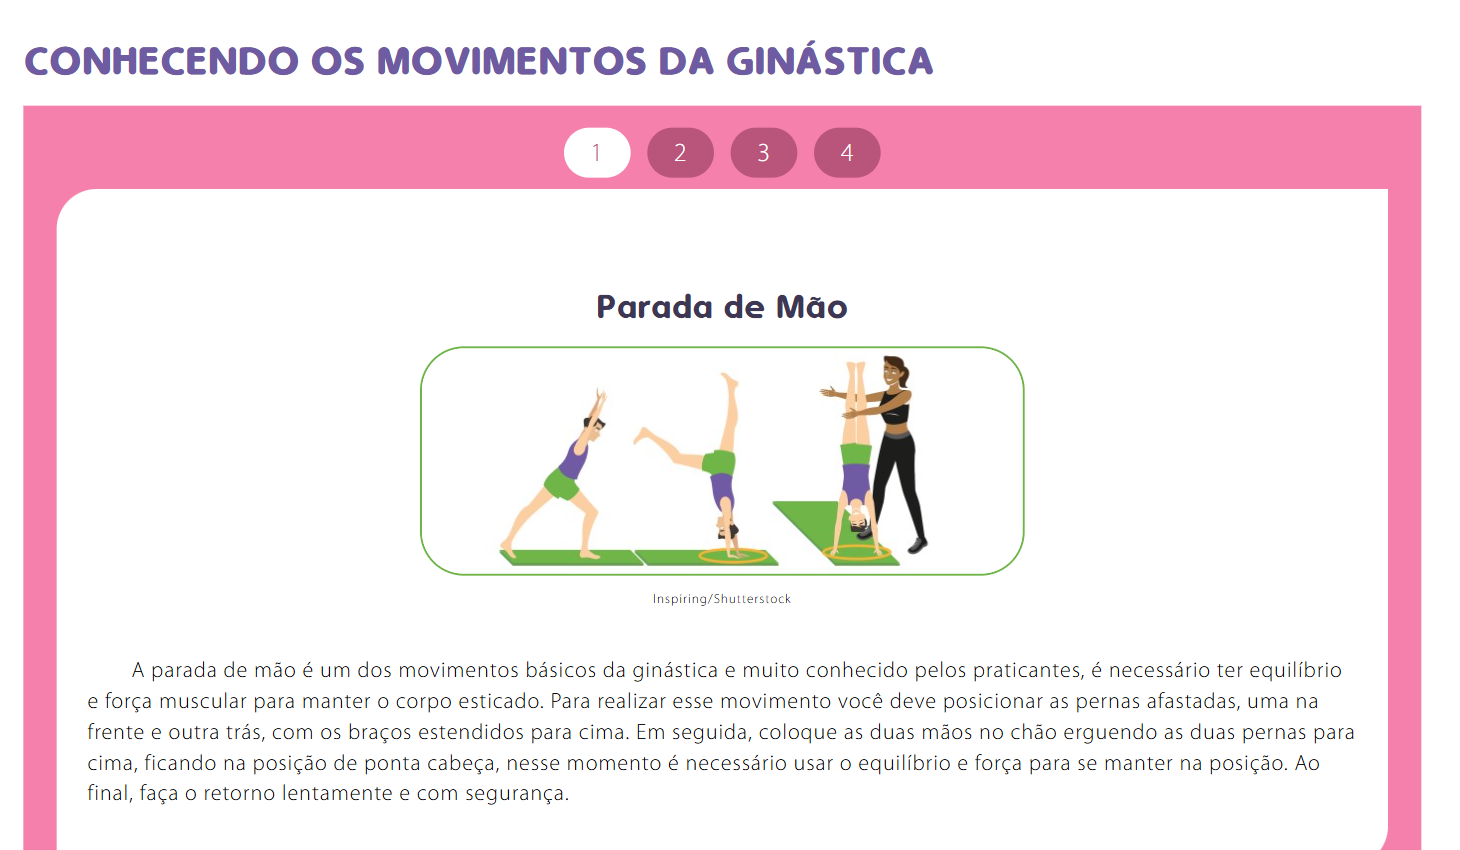 CONHECENDO OS MOVIMENTOS DA GINÁSTICA
1 2 3 4
Parada de Mão
Inspiring/Shutterstock
A parada de mão é um dos movimentos básicos da ginástica e muito conhecido pelos praticantes, é necessário ter equilíbrio
e força muscular para manter o corpo esticado. Para realizar esse movimento você deve posicionar as pernas afastadas, uma na
frente e outra trás, com os braços estendidos para cima. Em seguida, coloque as duas mãos no chão erguendo as duas pernas para
cima, ficando na posição de ponta cabeça, nesse momento é necessário usar o equilíbrio e força para se manter na posição. Ao
final, faça o retorno lentamente e com segurança.